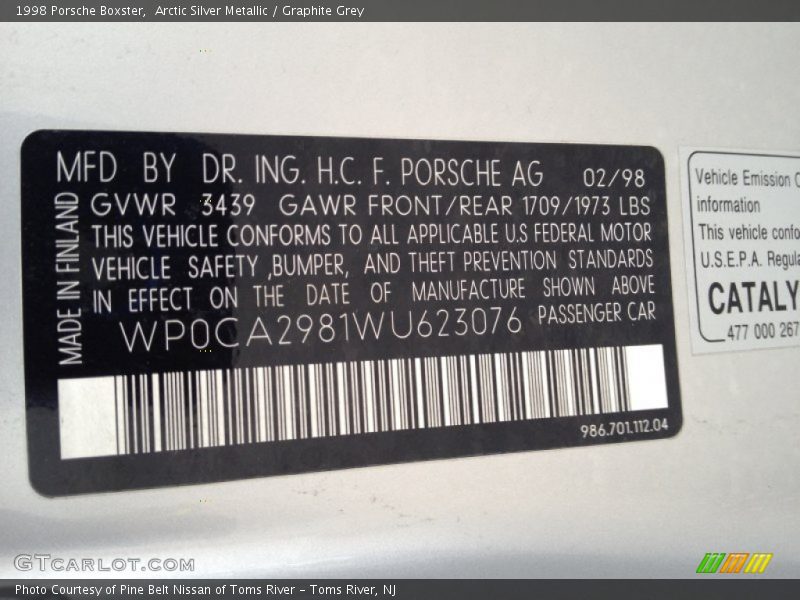 1998 Porsche Boxster,  Arctic Silver Metallic / Graphite Grey
MFD BY DR. ING. H.C. F. PORSCHE AG 02/98
GVWR 3439 GAWR FRONT/REAR 1709/1973 LBS
THIS VEHICLE CONFORMS TO ALL APPLICABLE U.S FEDERAL MOTOR
VEHICLE SAFETY ,BUMPER, AND THEFT PREVENTION STANDARDS
IN EFFECT ON THE DATE OF MANUFACTURE SHOWN ABOVE
WP0CA2981WU623076 PASSENGER CAR
MADE IN FINLAND
986.701.112.04
Vehicle Emission C
information
This vehicle confo
U.S.E.P.A. Regula
CATALY
477 000 267
GTCARLOT.COM
Photo Courtesy of Pine Belt Nissan of Toms River – Toms River, NJ